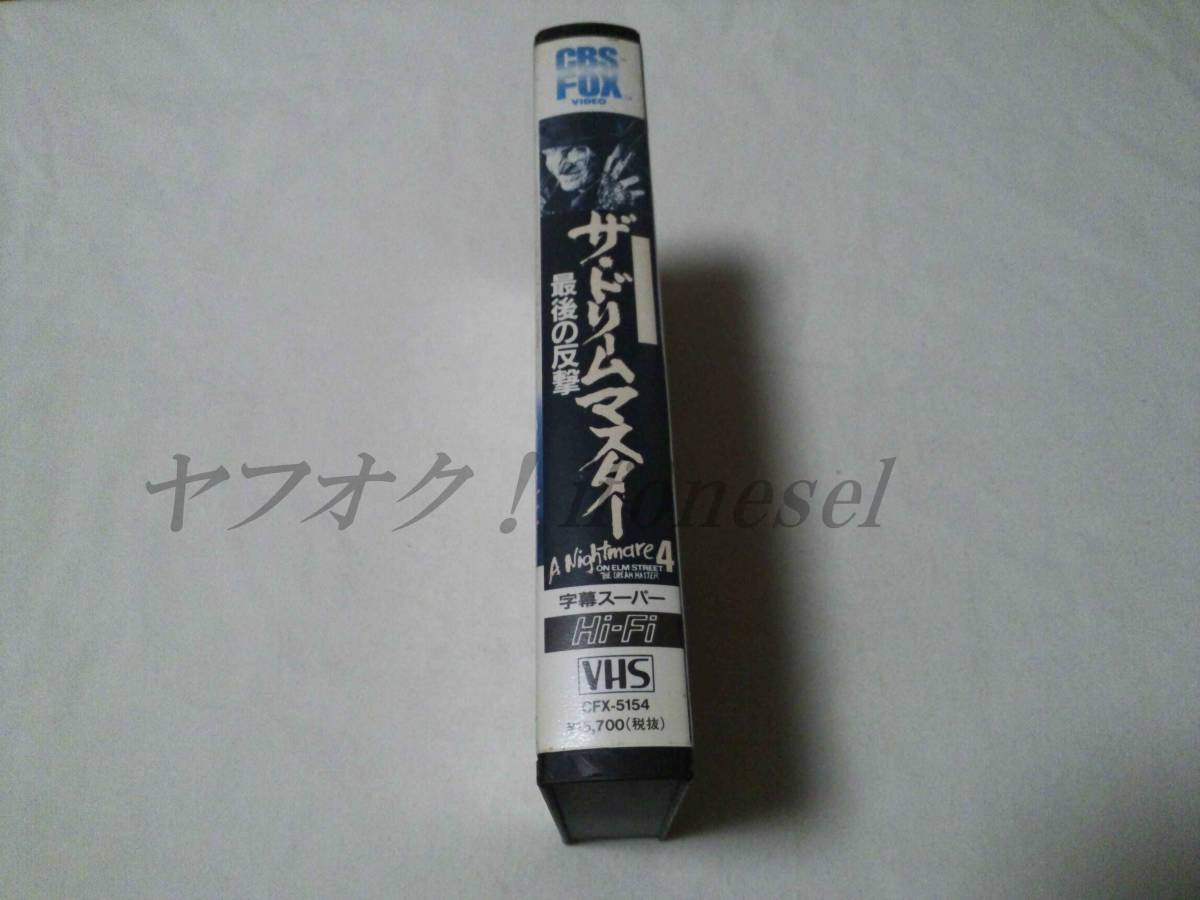 CBS
FOX
VIDEO
ザ・ドリームマスター
最後の反撃
A Nightmare 4
ON ELM STREET
THE DREAM MASTER
字幕スーパー
Hi-Fi
VHS
CFX-5154
¥15,700(税抜)
ヤフオク!monesel